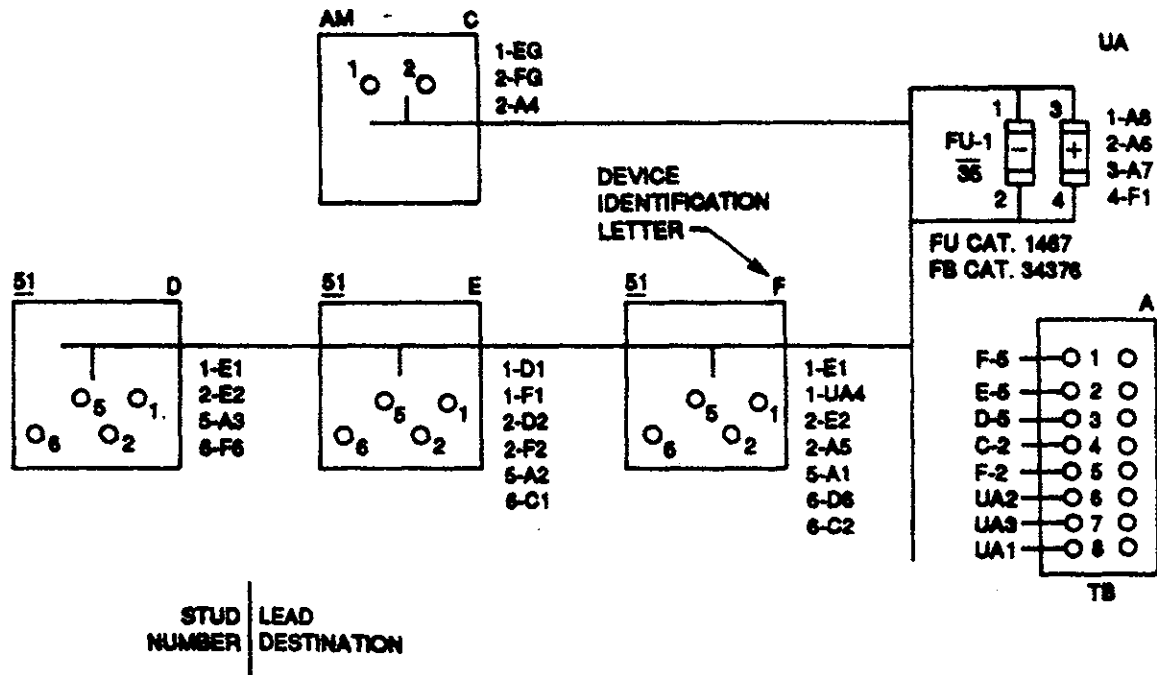 AM C
1 2
1-EG
2-FG
2-A4
UA
1 3
FU-1
35
- +
2 4
1-A8
2-A6
3-A7
4-F1
FU CAT. 1467
FB CAT. 34376
DEVICE
IDENTIFICATION
LETTER
51 D
5 1
6 2
1-E1
2-E2
5-A3
6-F6
51 E
5 1
6 2
1-D1
1-F1
2-D2
2-F2
5-A2
6-C1
51 F
5 1
6 2
1-E1
1-UA4
2-E2
2-A5
5-A1
6-D6
6-C2
A
F-5 1
E-5 2
D-5 3
C-2 4
F-2 5
UA2 6
UA3 7
UA1 8
TB
STUD LEAD
NUMBER DESTINATION